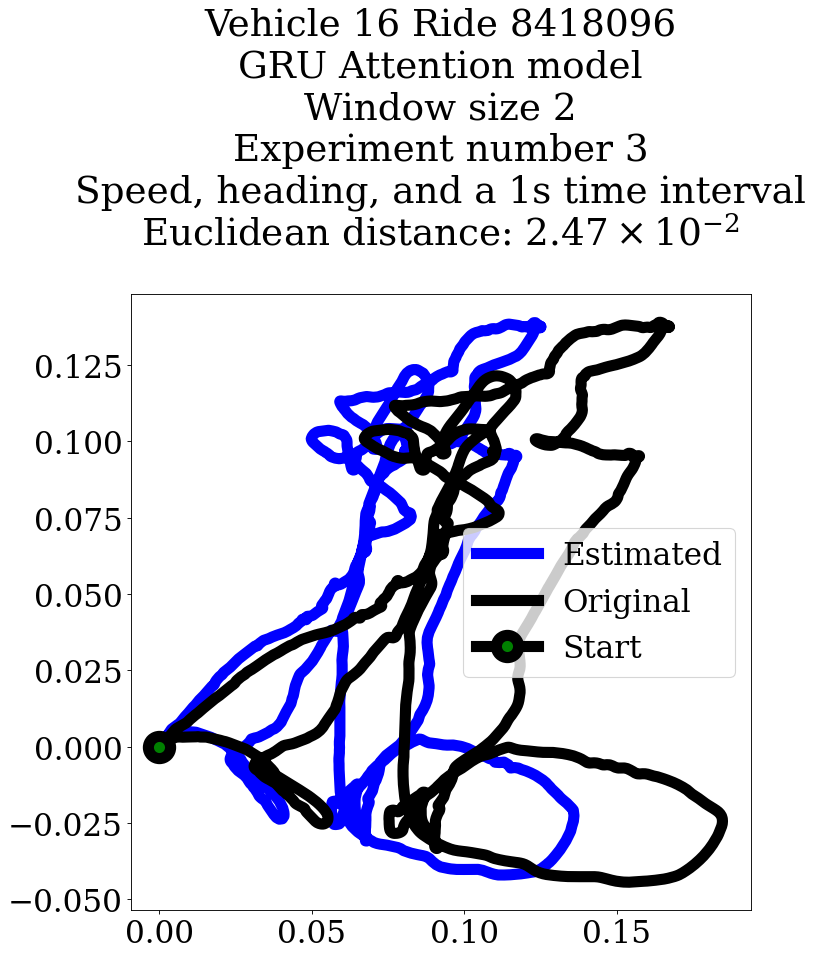 Vehicle 16 Ride 8418096
GRU Attention model
Window size 2
Experiment number 3
Speed, heading, and a 1s time interval
Euclidean distance: 2.47 × 10⁻²
0.125
0.100
0.075
0.050
0.025
0.000
−0.025
−0.050
0.00 0.05 0.10 0.15
Estimated
Original
Start